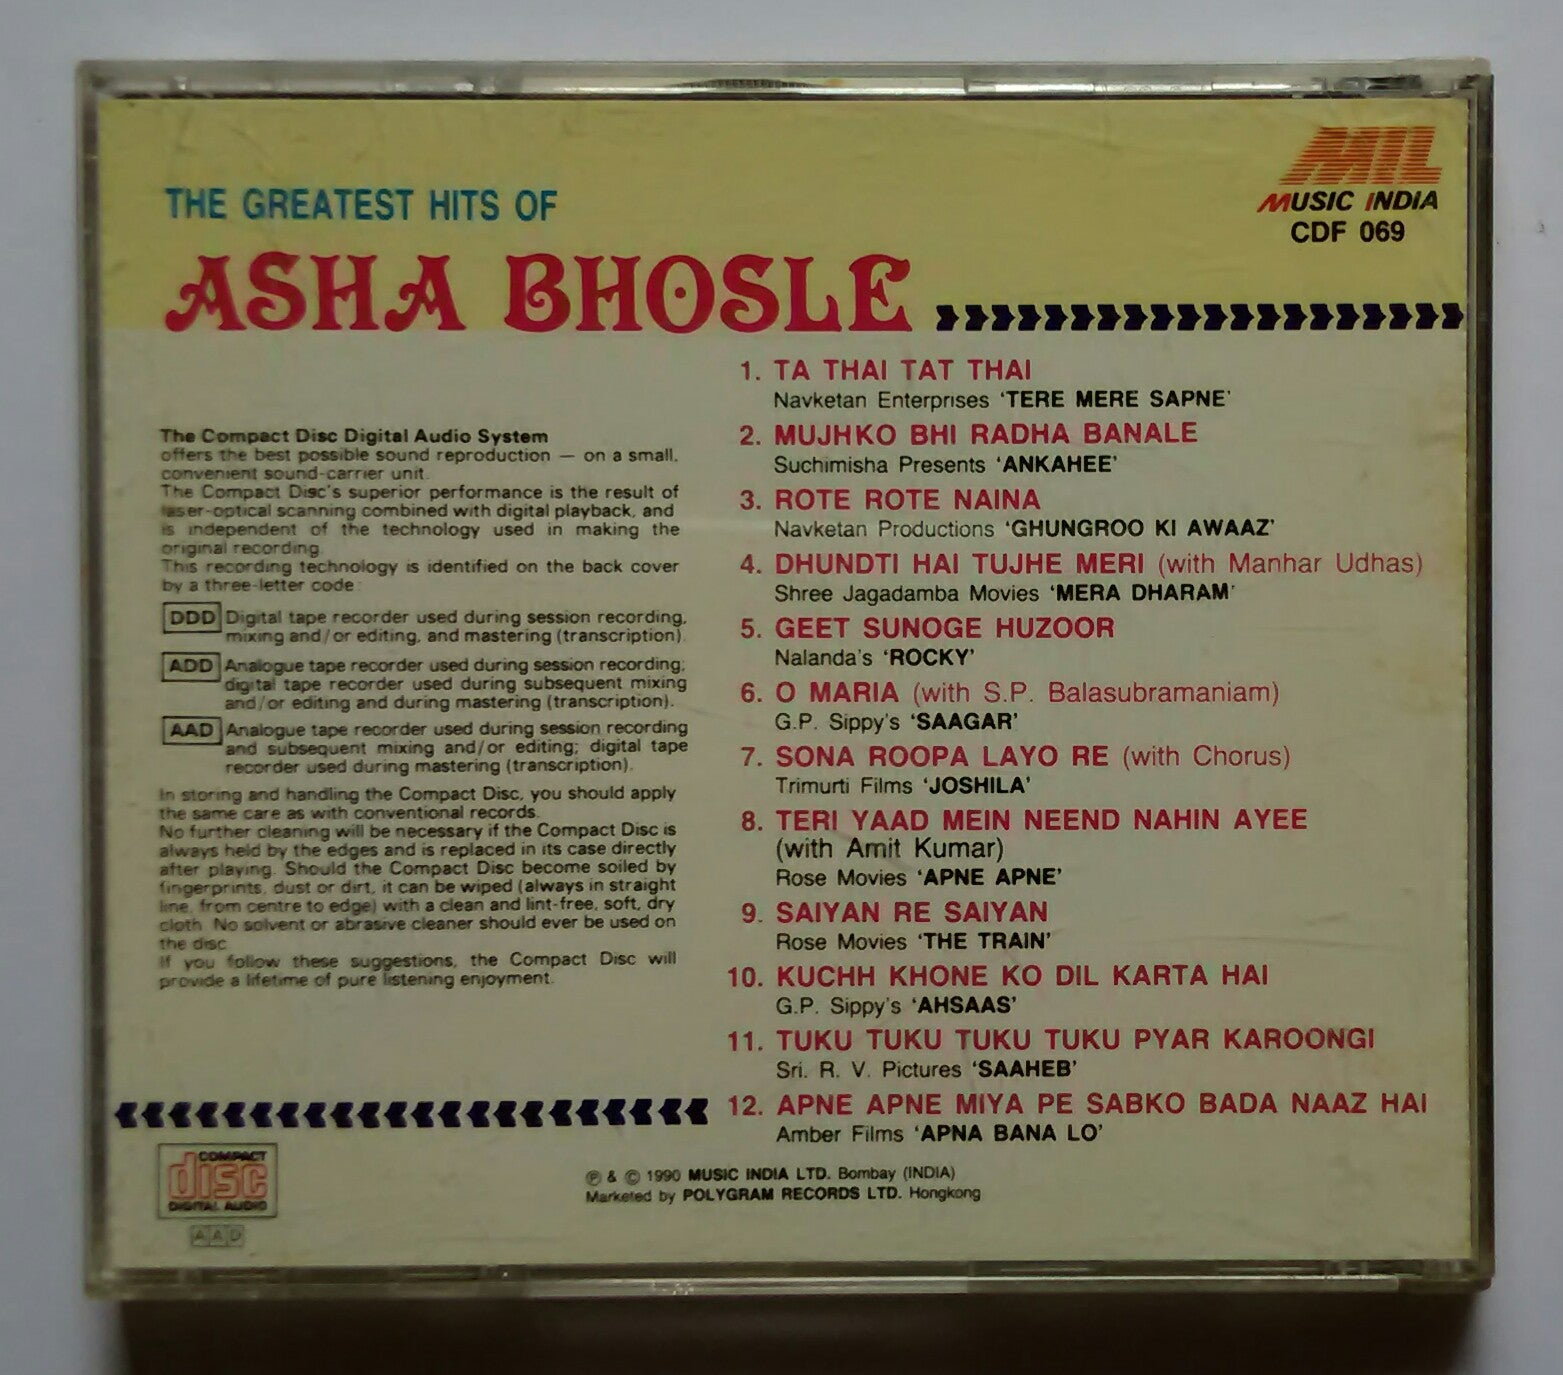 MIL
MUSIC INDIA
CDF 069
THE GREATEST HITS OF
ASHA BHOSLE
The Compact Disc Digital Audio System
offers the best possible sound reproduction — on a small,
convenient sound-carrier unit.
The Compact Disc's superior performance is the result of
laser-optical scanning combined with digital playback, and
is independent of the technology used in making the
original recording.
This recording technology is identified on the back cover
by a three-letter code:
DDD Digital tape recorder used during session recording,
mixing and/or editing, and mastering (transcription).
ADD Analogue tape recorder used during session recording;
digital tape recorder used during subsequent mixing
and/or editing and during mastering (transcription).
AAD Analogue tape recorder used during session recording
and subsequent mixing and/or editing; digital tape
recorder used during mastering (transcription).
In storing and handling the Compact Disc, you should apply
the same care as with conventional records.
No further cleaning will be necessary if the Compact Disc is
always held by the edges and is replaced in its case directly
after playing. Should the Compact Disc become soiled by
fingerprints, dust or dirt, it can be wiped (always in straight
line, from centre to edge) with a clean and lint-free, soft, dry
cloth. No solvent or abrasive cleaner should ever be used on
the disc.
If you follow these suggestions, the Compact Disc will
provide a lifetime of pure listening enjoyment.
1. TA THAI TAT THAI
Navketan Enterprises 'TERE MERE SAPNE'
2. MUJHKO BHI RADHA BANALE
Suchimisha Presents 'ANKAHEE'
3. ROTE ROTE NAINA
Navketan Productions 'GHUNGROO KI AWAAZ'
4. DHUNDTI HAI TUJHE MERI (with Manhar Udhas)
Shree Jagadamba Movies 'MERA DHARAM'
5. GEET SUNOGE HUZOOR
Nalanda's 'ROCKY'
6. O MARIA (with S.P. Balasubramaniam)
G.P. Sippy's 'SAAGAR'
7. SONA ROOPA LAYO RE (with Chorus)
Trimurti Films 'JOSHILA'
8. TERI YAAD MEIN NEEND NAHIN AYEE
(with Amit Kumar)
Rose Movies 'APNE APNE'
9. SAIYAN RE SAIYAN
Rose Movies 'THE TRAIN'
10. KUCHH KHONE KO DIL KARTA HAI
G.P. Sippy's 'AHSAAS'
11. TUKU TUKU TUKU TUKU PYAR KAROONGI
Sri. R. V. Pictures 'SAAHEB'
12. APNE APNE MIYA PE SABKO BADA NAAZ HAI
Amber Films 'APNA BANA LO'
COMPACT
disc
DIGITAL AUDIO
AAD
℗ & © 1990 MUSIC INDIA LTD. Bombay (INDIA)
Marketed by POLYGRAM RECORDS LTD. Hongkong